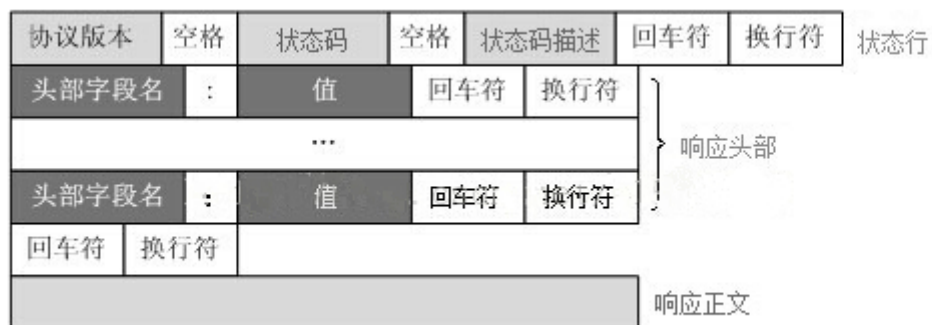 协议版本 空格 状态码 空格 状态码描述 回车符 换行符 状态行
头部字段名 : 值 回车符 换行符
… 响应头部
头部字段名 : 值 回车符 换行符
回车符 换行符
响应正文